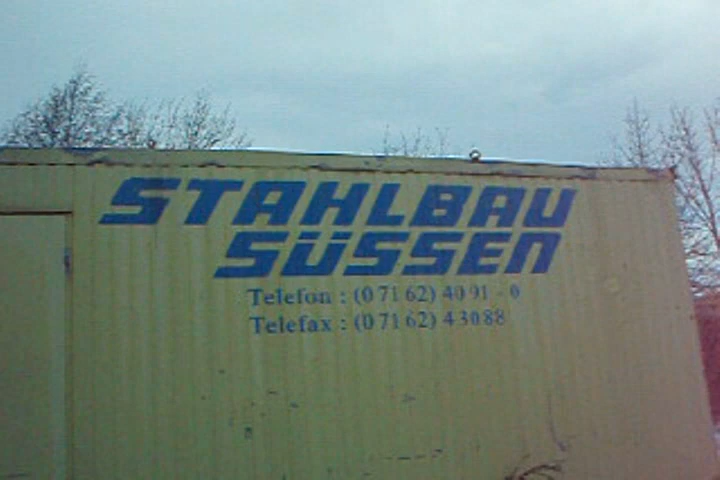 STAHLBAU
SÜSSEN
Telefon : (0 71 62) 40 91 - 0
Telefax : (0 71 62) 4 30 88